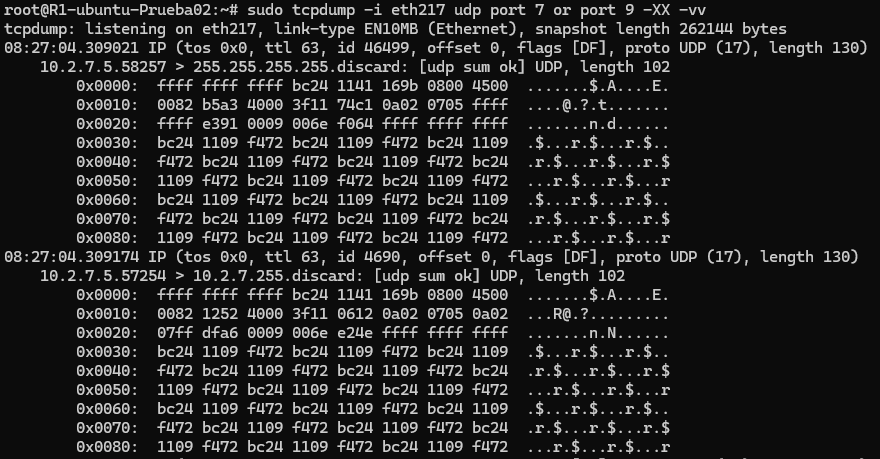 root@R1-ubuntu-Prueba02:~# sudo tcpdump -i eth217 udp port 7 or port 9 -XX -vv
tcpdump: listening on eth217, link-type EN10MB (Ethernet), snapshot length 262144 bytes
08:27:04.309021 IP (tos 0x0, ttl 63, id 46499, offset 0, flags [DF], proto UDP (17), length 130)
    10.2.7.5.58257 > 255.255.255.255.discard: [udp sum ok] UDP, length 102
        0x0000:  ffff ffff ffff bc24 1141 169b 0800 4500  .......$.A....E.
        0x0010:  0082 b5a3 4000 3f11 74c1 0a02 0705 ffff  ....@.?.t.......
        0x0020:  ffff e391 0009 006e f064 ffff ffff ffff  .......n.d......
        0x0030:  bc24 1109 f472 bc24 1109 f472 bc24 1109  .$...r.$...r.$..
        0x0040:  f472 bc24 1109 f472 bc24 1109 f472 bc24  .r.$...r.$...r.$
        0x0050:  1109 f472 bc24 1109 f472 bc24 1109 f472  ...r.$...r.$...r
        0x0060:  bc24 1109 f472 bc24 1109 f472 bc24 1109  .$...r.$...r.$..
        0x0070:  f472 bc24 1109 f472 bc24 1109 f472 bc24  .r.$...r.$...r.$
        0x0080:  1109 f472 bc24 1109 f472 bc24 1109 f472  ...r.$...r.$...r
08:27:04.309174 IP (tos 0x0, ttl 63, id 4690, offset 0, flags [DF], proto UDP (17), length 130)
    10.2.7.5.57254 > 10.2.7.255.discard: [udp sum ok] UDP, length 102
        0x0000:  ffff ffff ffff bc24 1141 169b 0800 4500  .......$.A....E.
        0x0010:  0082 1252 4000 3f11 0612 0a02 0705 0a02  ...R@.?.........
        0x0020:  07ff dfa6 0009 006e e24e ffff ffff ffff  .......n.N......
        0x0030:  bc24 1109 f472 bc24 1109 f472 bc24 1109  .$...r.$...r.$..
        0x0040:  f472 bc24 1109 f472 bc24 1109 f472 bc24  .r.$...r.$...r.$
        0x0050:  1109 f472 bc24 1109 f472 bc24 1109 f472  ...r.$...r.$...r
        0x0060:  bc24 1109 f472 bc24 1109 f472 bc24 1109  .$...r.$...r.$..
        0x0070:  f472 bc24 1109 f472 bc24 1109 f472 bc24  .r.$...r.$...r.$
        0x0080:  1109 f472 bc24 1109 f472 bc24 1109 f472  ...r.$...r.$...r